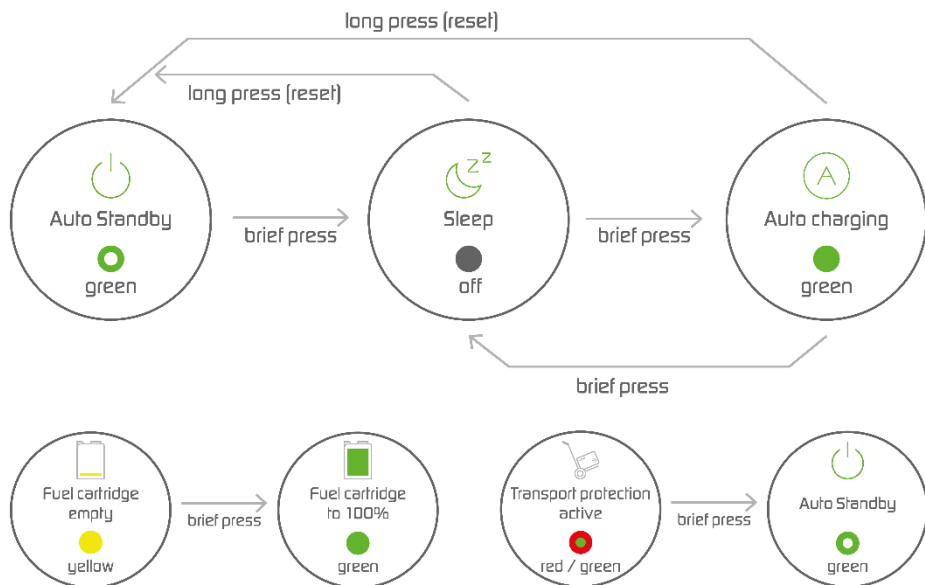 long press (reset)
long press (reset)
z z
A
Auto Standby
Sleep
Auto charging
brief press
brief press
green
off
green
brief press
Fuel cartridge
empty
yellow
brief press
Fuel cartridge
to 100%
green
Transport protection
active
red / green
brief press
Auto Standby
green